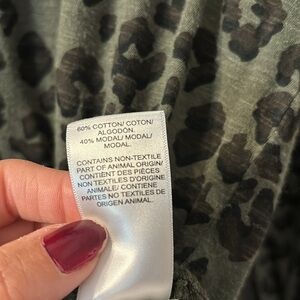 60% COTTON/ COTON/
ALGODÓN.
40% MODAL/ MODAL/
MODAL.
CONTAINS NON-TEXTILE
PART OF ANIMAL ORIGIN/
CONTIENT DES PIÈCES
NON TEXTILES D'ORIGINE
ANIMALE/ CONTIENE
PARTES NO TEXTILES DE
ORIGEN ANIMAL.